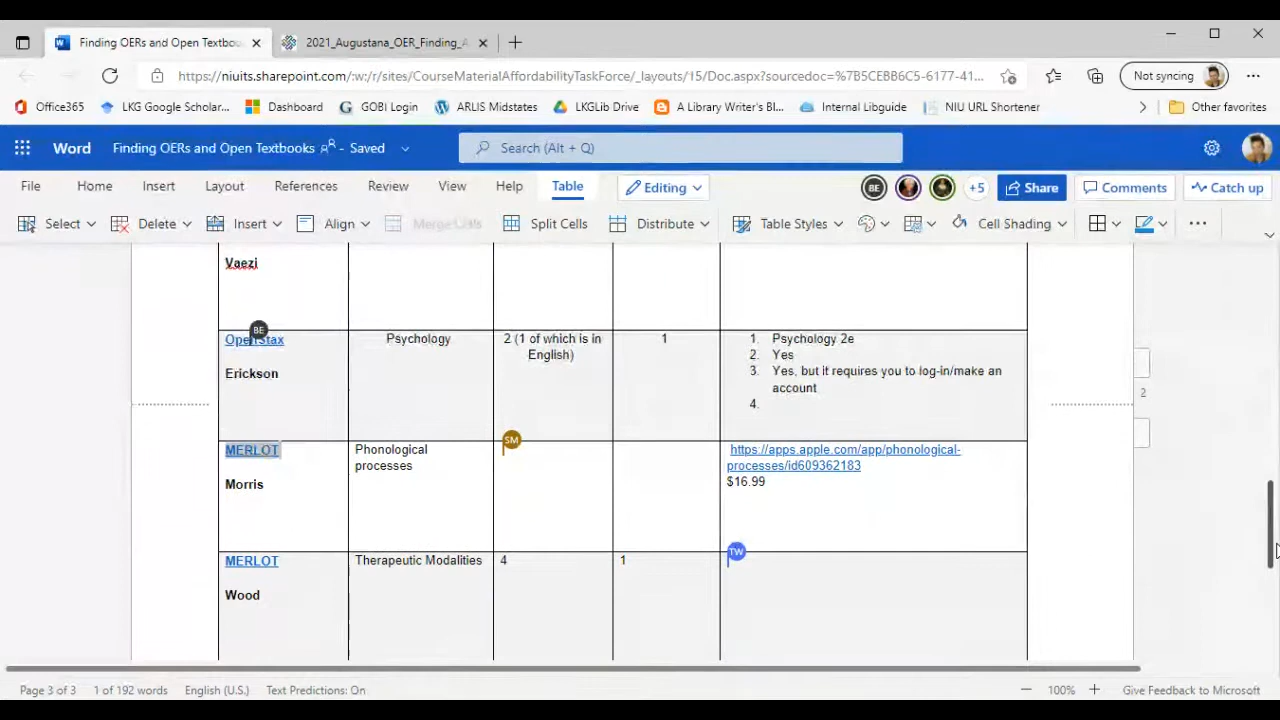 Finding OERs and Open Textbou
2021_Augustana_OER_Finding_A
https://niuits.sharepoint.com/:w:/r/sites/CourseMaterialAffordabilityTaskForce/_layouts/15/Doc.aspx?sourcedoc=%7B5CEBB6C5-6177-41...
Not syncing
Office365
LKG Google Scholar...
Dashboard
GOBI Login
ARLIS Midstates
LKGLib Drive
A Library Writer's Bl...
Internal Libguide
NIU URL Shortener
Other favorites
Word
Finding OERs and Open Textbooks - Saved
Search (Alt + Q)
File
Home
Insert
Layout
References
Review
View
Help
Table
Editing
BE
+5
Share
Comments
Catch up
Select
Delete
Insert
Align
Merge Cells
Split Cells
Distribute
Table Styles
Cell Shading
Vaezi
BE
OpenStax
Erickson
Psychology
2 (1 of which is in
English)
1
1. Psychology 2e
2. Yes
3. Yes, but it requires you to log-in/make an
account
4.
2
MERLOT
Morris
Phonological
processes
SM
https://apps.apple.com/app/phonological-
processes/id609362183
$16.99
MERLOT
Wood
Therapeutic Modalities
4
1
TW
Page 3 of 3
1 of 192 words
English (U.S.)
Text Predictions: On
100%
Give Feedback to Microsoft